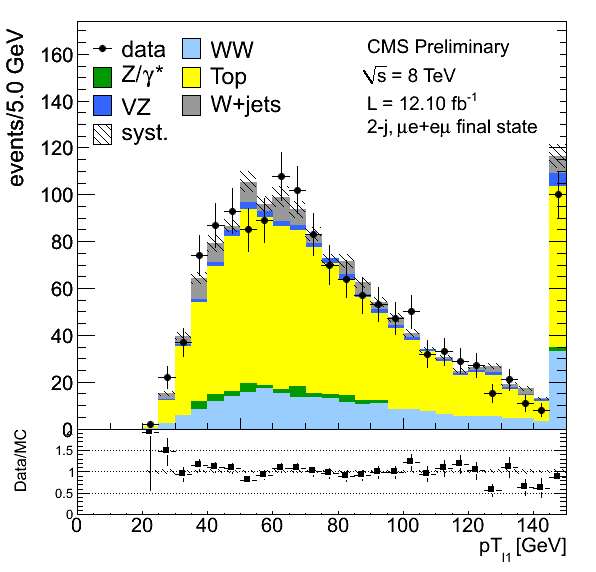 events/5.0 GeV
160
140
120
100
80
60
40
20
0
data
WW
Z/γ*
Top
VZ
W+jets
syst.
CMS Preliminary
√s = 8 TeV
L = 12.10 fb-1
2-j, μe+eμ final state
Data/MC
2
1.5
1
0.5
0
0 20 40 60 80 100 120 140
pT l1 [GeV]